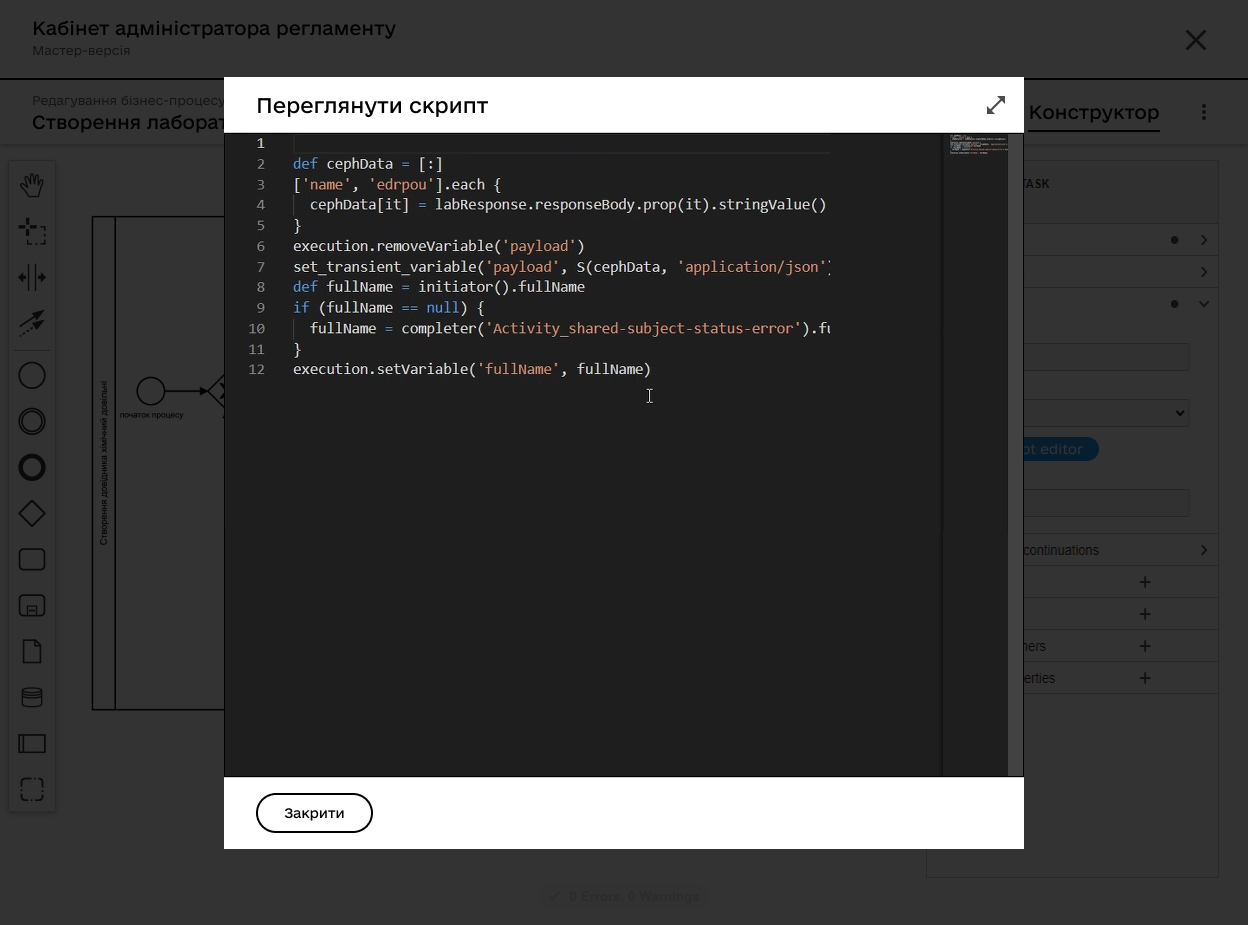 Кабінет адміністратора регламенту
Мастер-версія
Редагування бізнес-процесу
Створення лаборат
Конструктор
Переглянути скрипт
1
2 def cephData = [:]
3 ['name', 'edrpou'].each {
4 cephData[it] = labResponse.responseBody.prop(it).stringValue()
5 }
6 execution.removeVariable('payload')
7 set_transient_variable('payload', S(cephData, 'application/json')
8 def fullName = initiator().fullName
9 if (fullName == null) {
10 fullName = completer('Activity_shared-subject-status-error').fu
11 }
12 execution.setVariable('fullName', fullName)
Закрити
Створення довідника хімічний довільні
початок процесу
TASK
pt editor
continuations
ners
erties
0 Errors, 0 Warnings